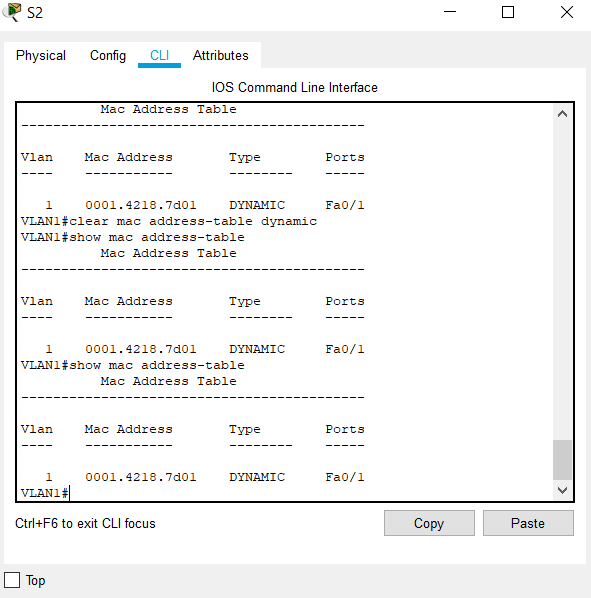 S2
Physical Config CLI Attributes
IOS Command Line Interface
Mac Address Table
-------------------------------------------
Vlan    Mac Address       Type        Ports
----    -----------       --------    -----
   1    0001.4218.7d01    DYNAMIC     Fa0/1
VLAN1#clear mac address-table dynamic
VLAN1#show mac address-table
          Mac Address Table
-------------------------------------------
Vlan    Mac Address       Type        Ports
----    -----------       --------    -----
   1    0001.4218.7d01    DYNAMIC     Fa0/1
VLAN1#show mac address-table
          Mac Address Table
-------------------------------------------
Vlan    Mac Address       Type        Ports
----    -----------       --------    -----
   1    0001.4218.7d01    DYNAMIC     Fa0/1
VLAN1#
Ctrl+F6 to exit CLI focus Copy Paste
Top